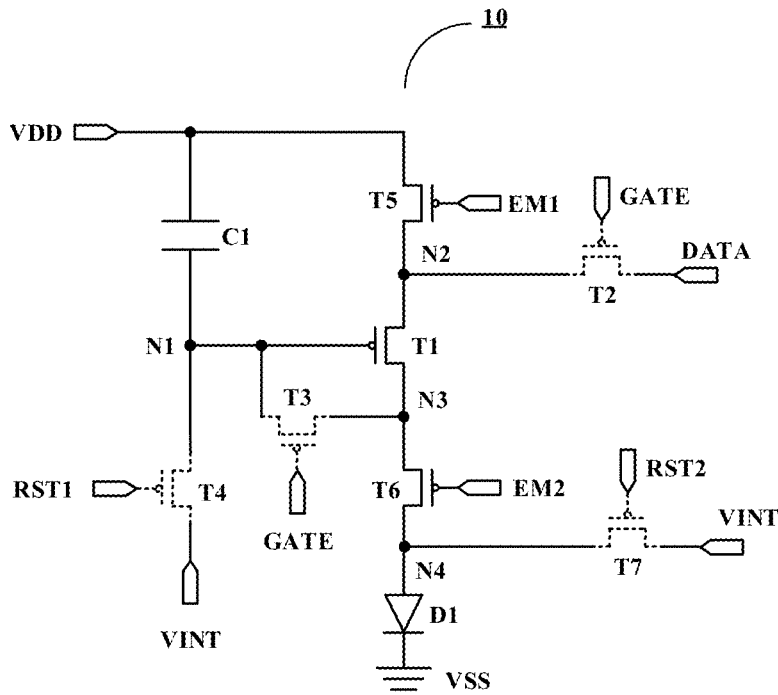 10
VDD
T5
EM1
GATE
C1
N2
DATA
T2
N1
T1
T3
N3
RST1
T4
T6
EM2
RST2
GATE
VINT
N4
T7
VINT
D1
VSS